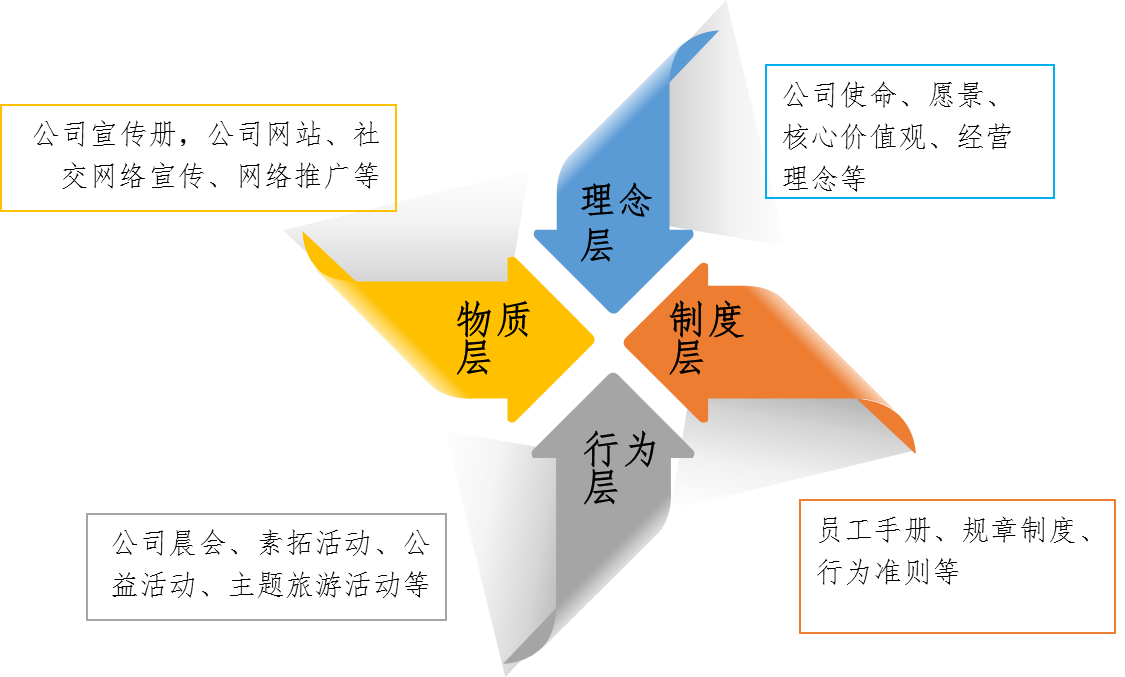 公司使命、愿景、
核心价值观、经营
理念等
公司宣传册，公司网站、社
交网络宣传、网络推广等
理念
层
物质
层
制度
层
行为
层
公司晨会、素拓活动、公
益活动、主题旅游活动等
员工手册、规章制度、
行为准则等